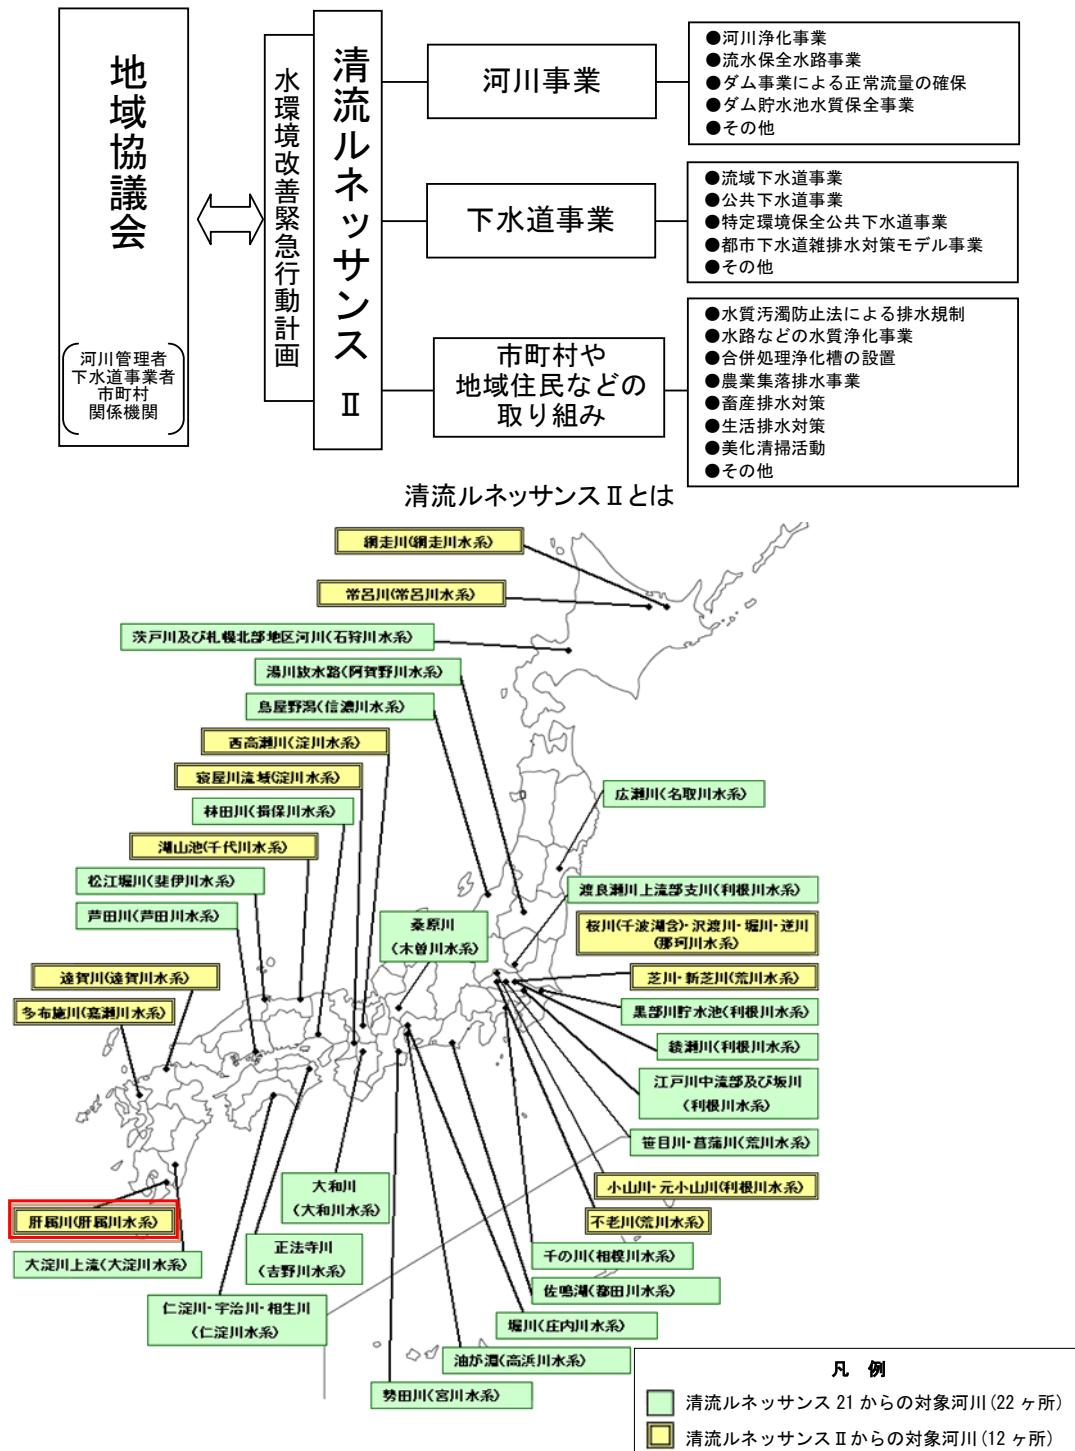 地域協議会
河川管理者
下水道事業者
市町村
関係機関
水環境改善緊急行動計画
清流ルネッサンス Ⅱ
河川事業
●河川浄化事業
●流水保全水路事業
●ダム事業による正常流量の確保
●ダム貯水池水質保全事業
●その他
下水道事業
●流域下水道事業
●公共下水道事業
●特定環境保全公共下水道事業
●都市下水道雑排水対策モデル事業
●その他
市町村や
地域住民などの
取り組み
●水質汚濁防止法による排水規制
●水路などの水質浄化事業
●合併処理浄化槽の設置
●農業集落排水事業
●畜産排水対策
●生活排水対策
●美化清掃活動
●その他
清流ルネッサンスⅡとは
網走川(網走川水系)
常呂川(常呂川水系)
茨戸川及び札幌北部地区河川(石狩川水系)
湯川放水路(阿賀野川水系)
鳥屋野潟(信濃川水系)
西高瀬川(淀川水系)
寝屋川流域(淀川水系)
林田川(揖保川水系)
湖山池(千代川水系)
松江堀川(斐伊川水系)
芦田川(芦田川水系)
遠賀川(遠賀川水系)
多布施川(嘉瀬川水系)
桑原川
(木曽川水系)
広瀬川(名取川水系)
渡良瀬川上流部支川(利根川水系)
桜川(千波湖含)・沢渡川・堀川・逆川
(那珂川水系)
芝川・新芝川(荒川水系)
黒部川貯水池(利根川水系)
綾瀬川(利根川水系)
江戸川中流部及び坂川
(利根川水系)
笹目川・菖蒲川(荒川水系)
小山川・元小山川(利根川水系)
不老川(荒川水系)
千の川(相模川水系)
佐鳴湖(都田川水系)
堀川(庄内川水系)
油が淵(高浜川水系)
勢田川(宮川水系)
大和川
(大和川水系)
正法寺川
(吉野川水系)
仁淀川・宇治川・相生川
(仁淀川水系)
肝属川(肝属川水系)
大淀川上流(大淀川水系)
凡 例
清流ルネッサンス 21 からの対象河川(22 ヶ所)
清流ルネッサンス Ⅱ からの対象河川(12 ヶ所)